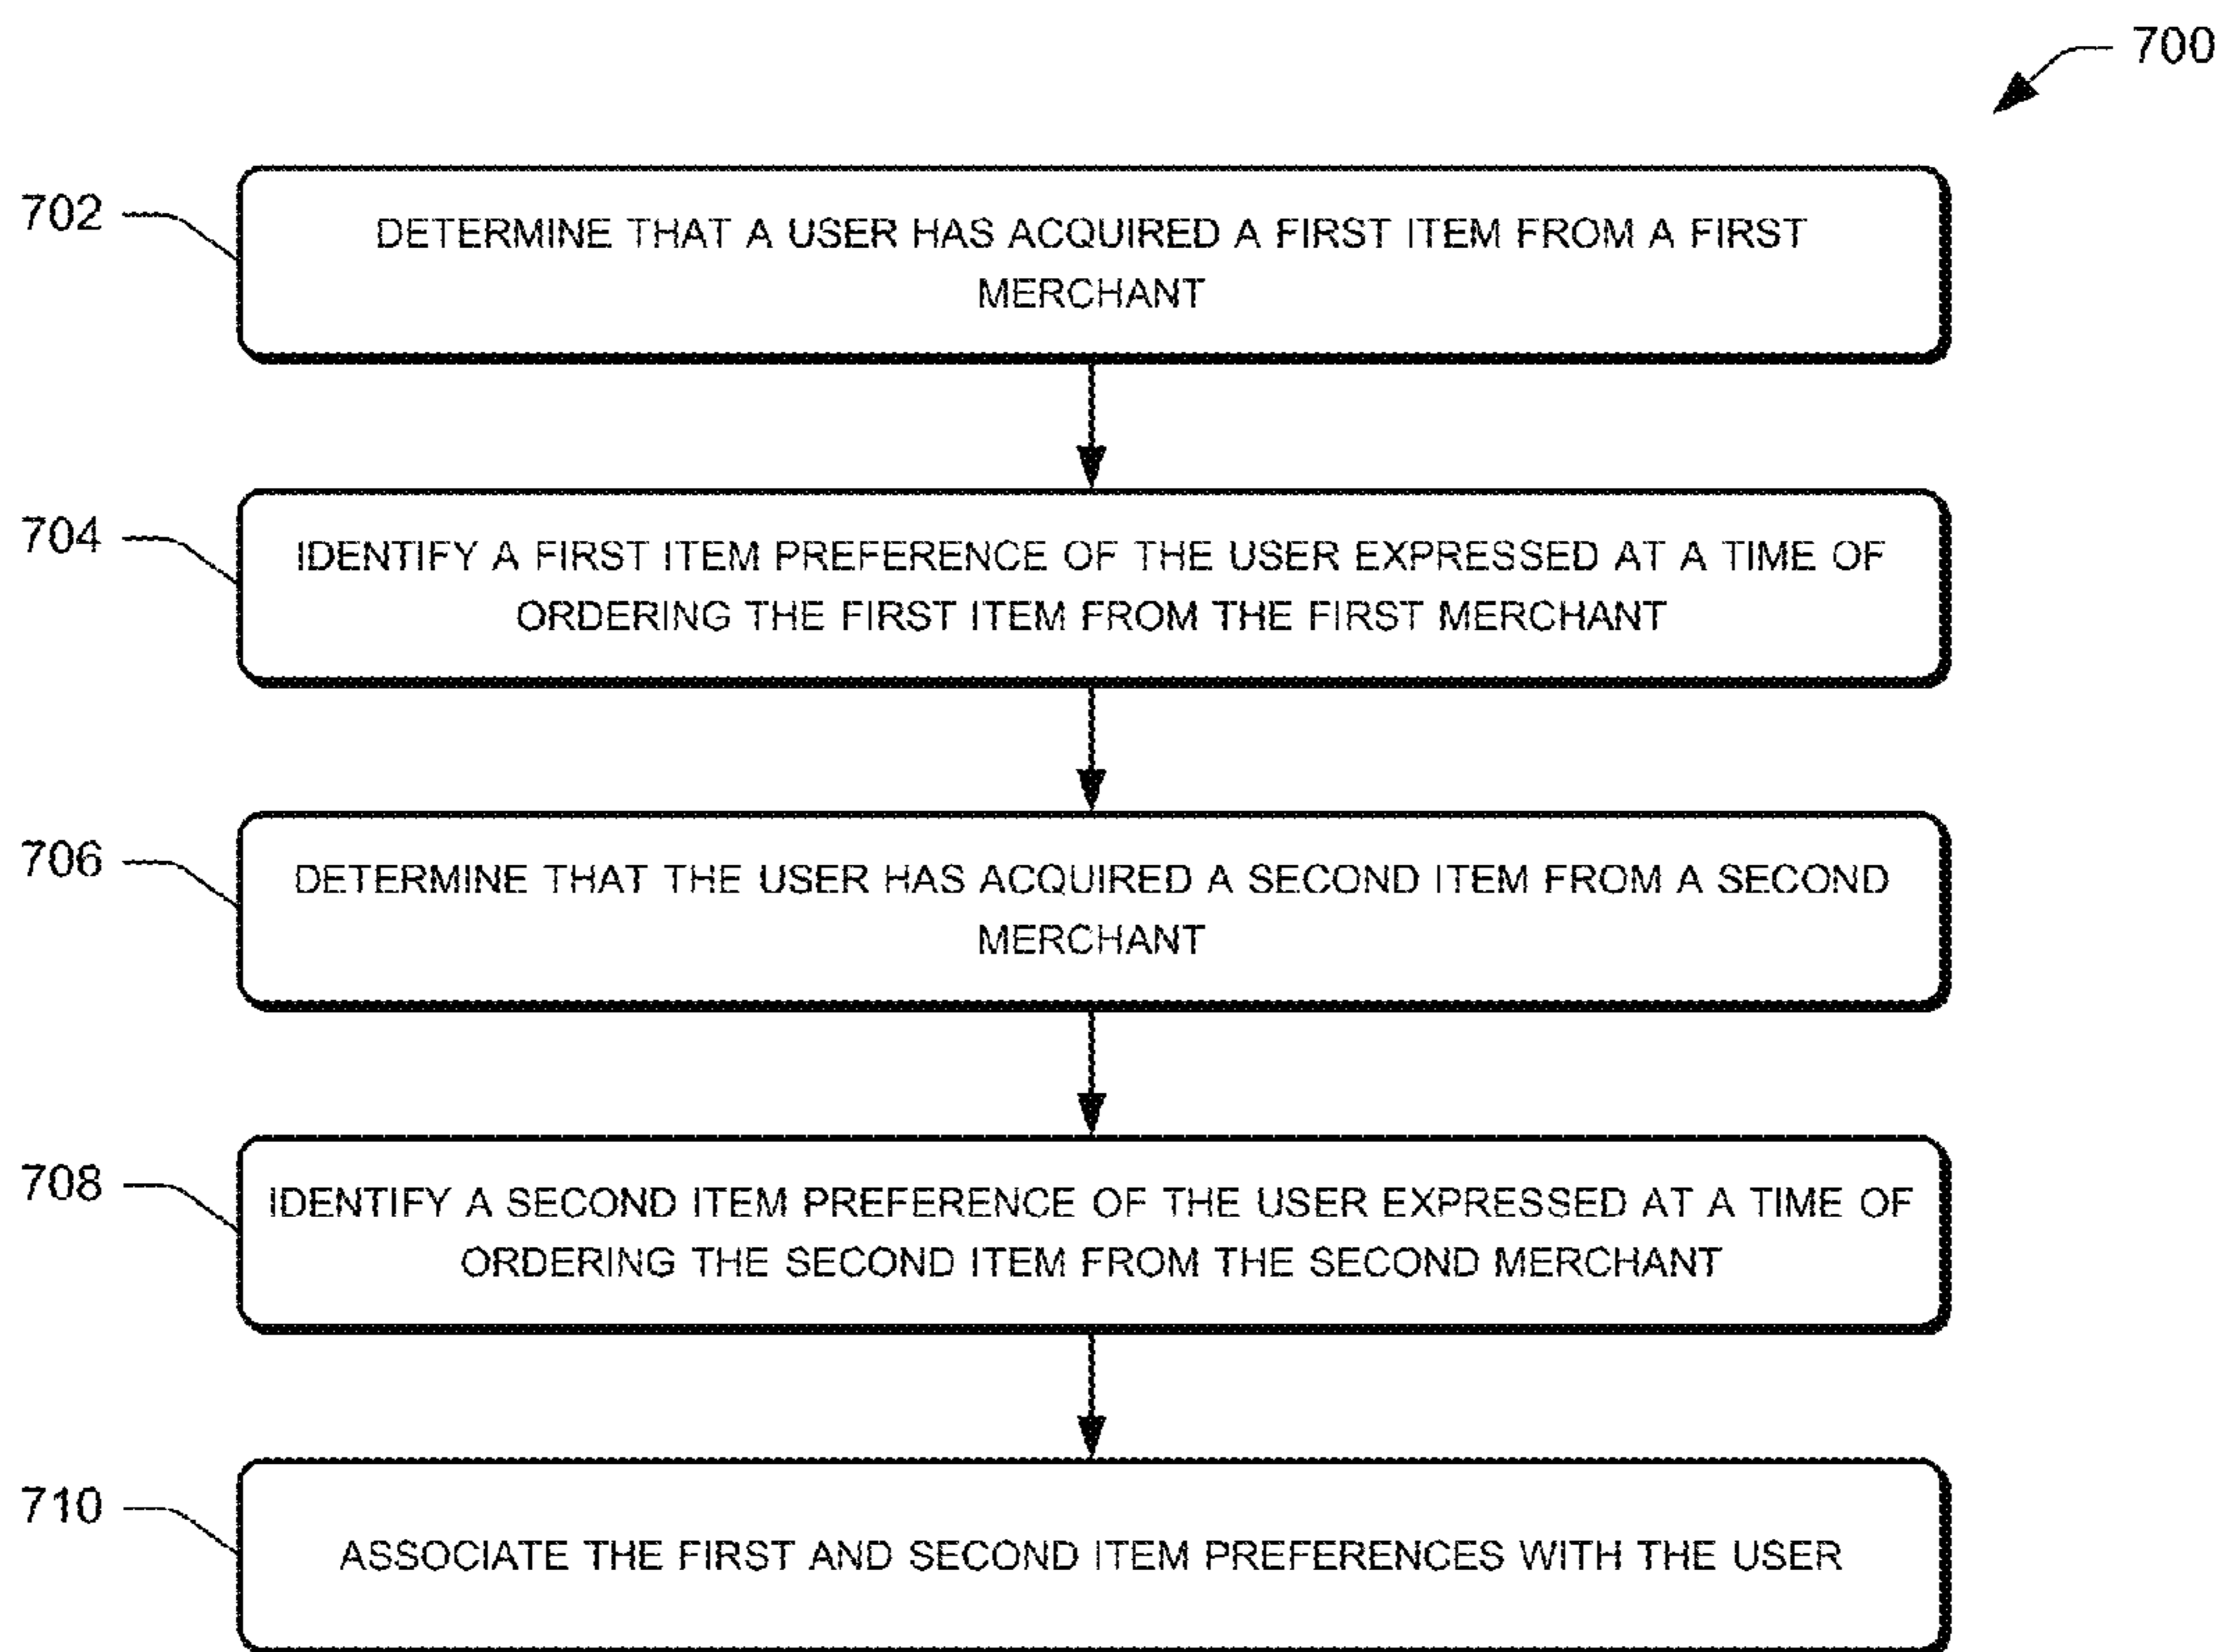 700
702
DETERMINE THAT A USER HAS ACQUIRED A FIRST ITEM FROM A FIRST
MERCHANT
704
IDENTIFY A FIRST ITEM PREFERENCE OF THE USER EXPRESSED AT A TIME OF
ORDERING THE FIRST ITEM FROM THE FIRST MERCHANT
706
DETERMINE THAT THE USER HAS ACQUIRED A SECOND ITEM FROM A SECOND
MERCHANT
708
IDENTIFY A SECOND ITEM PREFERENCE OF THE USER EXPRESSED AT A TIME OF
ORDERING THE SECOND ITEM FROM THE SECOND MERCHANT
710
ASSOCIATE THE FIRST AND SECOND ITEM PREFERENCES WITH THE USER